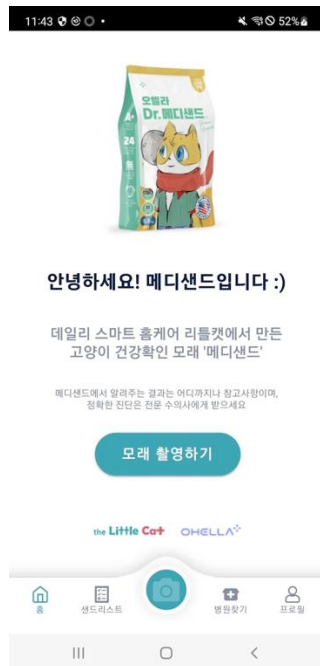 11:43
52%
오헬라
Dr.메디샌드
A+
24
안녕하세요! 메디샌드입니다 :)
데일리 스마트 홈케어 리틀캣에서 만든
고양이 건강확인 모래 '메디샌드'
메디샌드에서 알려주는 결과는 어디까지나 참고사항이며,
정확한 진단은 전문 수의사에게 받으세요
모래 촬영하기
the Little Cat OHELLA
홈 샌드리스트 병원찾기 프로필